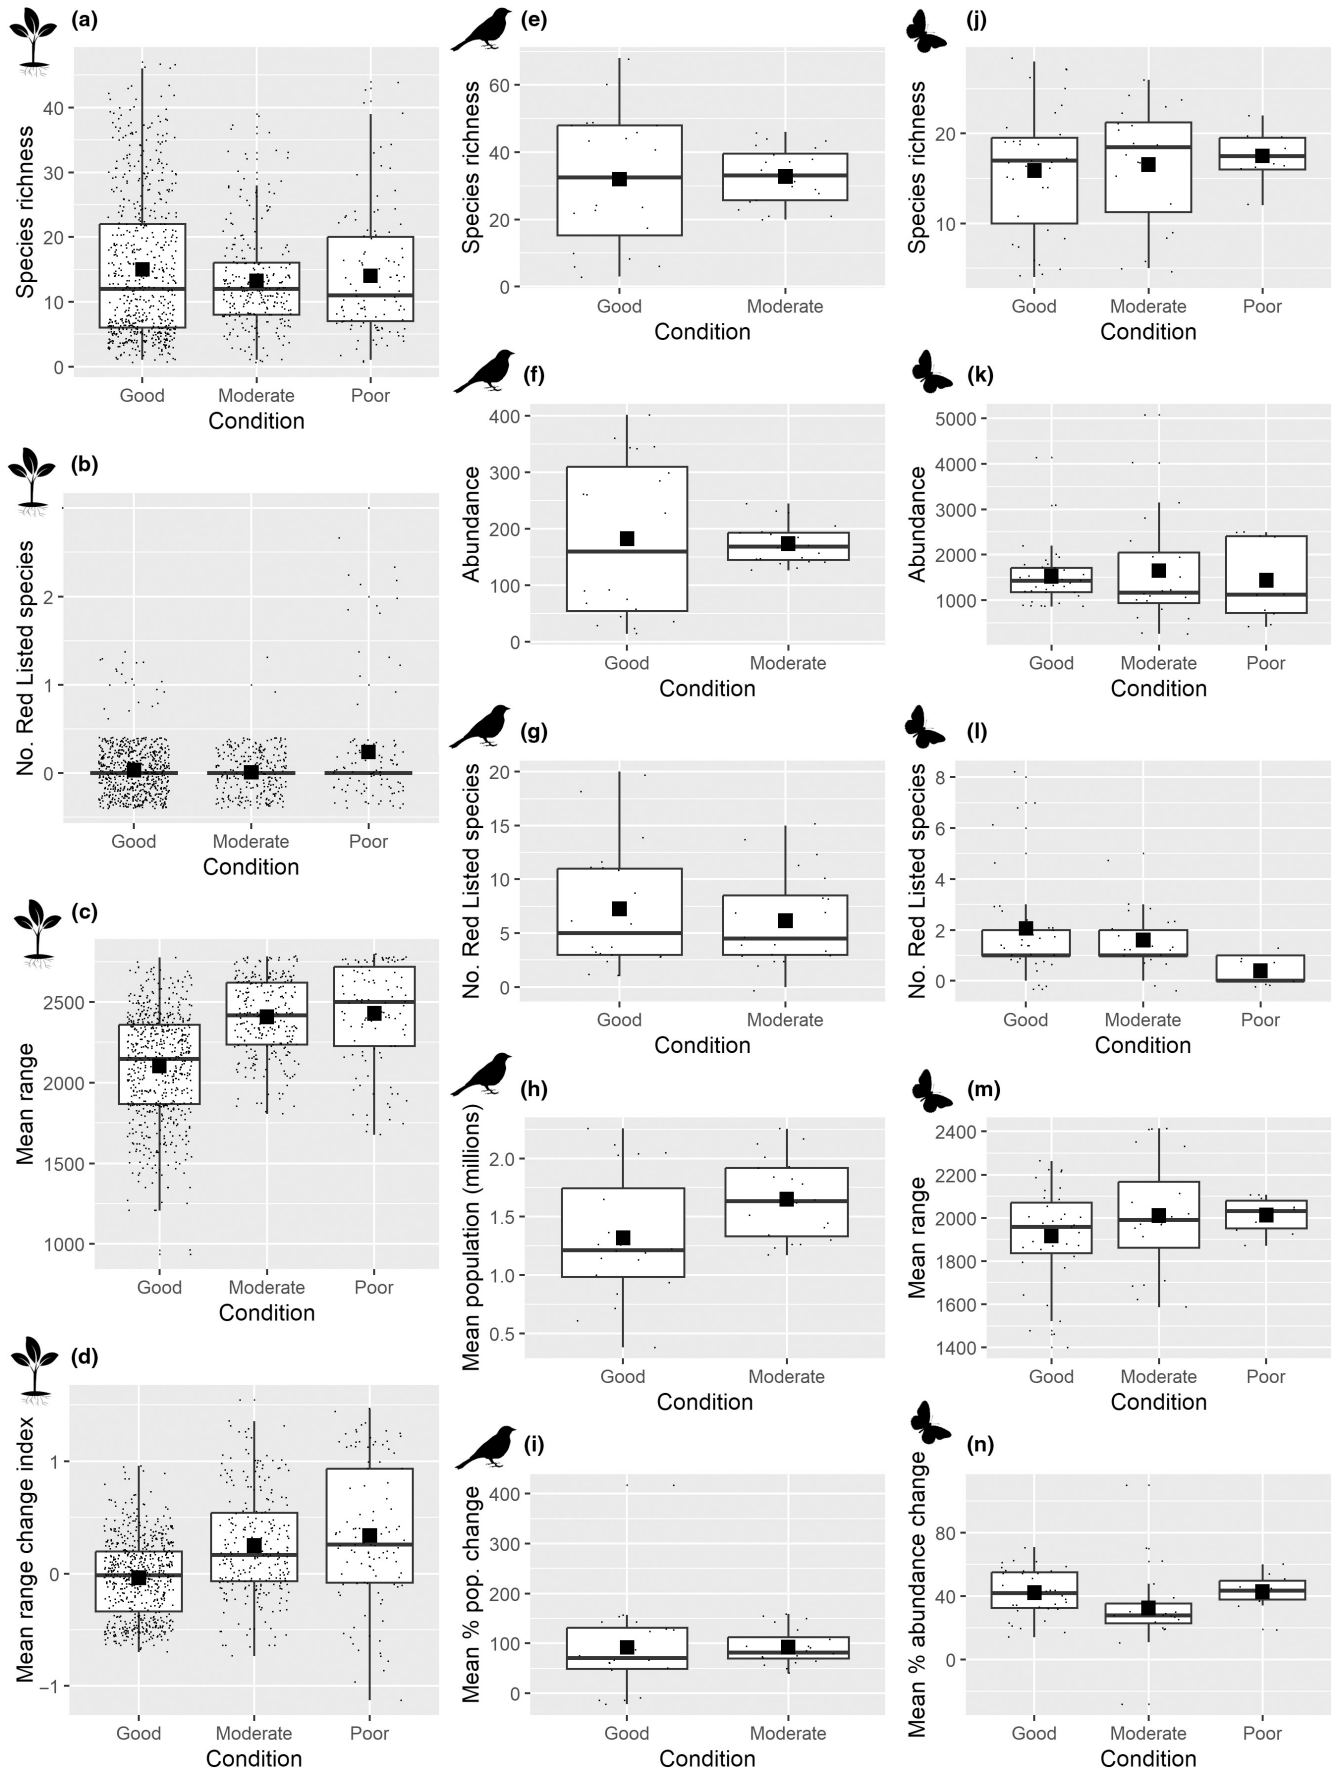 (a)
Species richness
40
30
20
10
0
Good Moderate Poor
Condition
(b)
No. Red Listed species
2
1
0
Good Moderate Poor
Condition
(c)
Mean range
2500
2000
1500
1000
Good Moderate Poor
Condition
(d)
Mean range change index
1
0
−1
Good Moderate Poor
Condition
(e)
Species richness
60
40
20
0
Good Moderate
Condition
(f)
Abundance
400
300
200
100
0
Good Moderate
Condition
(g)
No. Red Listed species
20
15
10
5
0
Good Moderate
Condition
(h)
Mean population (millions)
2.0
1.5
1.0
0.5
Good Moderate
Condition
(i)
Mean % pop. change
400
300
200
100
0
Good Moderate
Condition
(j)
Species richness
20
10
Good Moderate Poor
Condition
(k)
Abundance
5000
4000
3000
2000
1000
Good Moderate Poor
Condition
(l)
No. Red Listed species
8
6
4
2
0
Good Moderate Poor
Condition
(m)
Mean range
2400
2200
2000
1800
1600
1400
Good Moderate Poor
Condition
(n)
Mean % abundance change
80
40
0
Good Moderate Poor
Condition